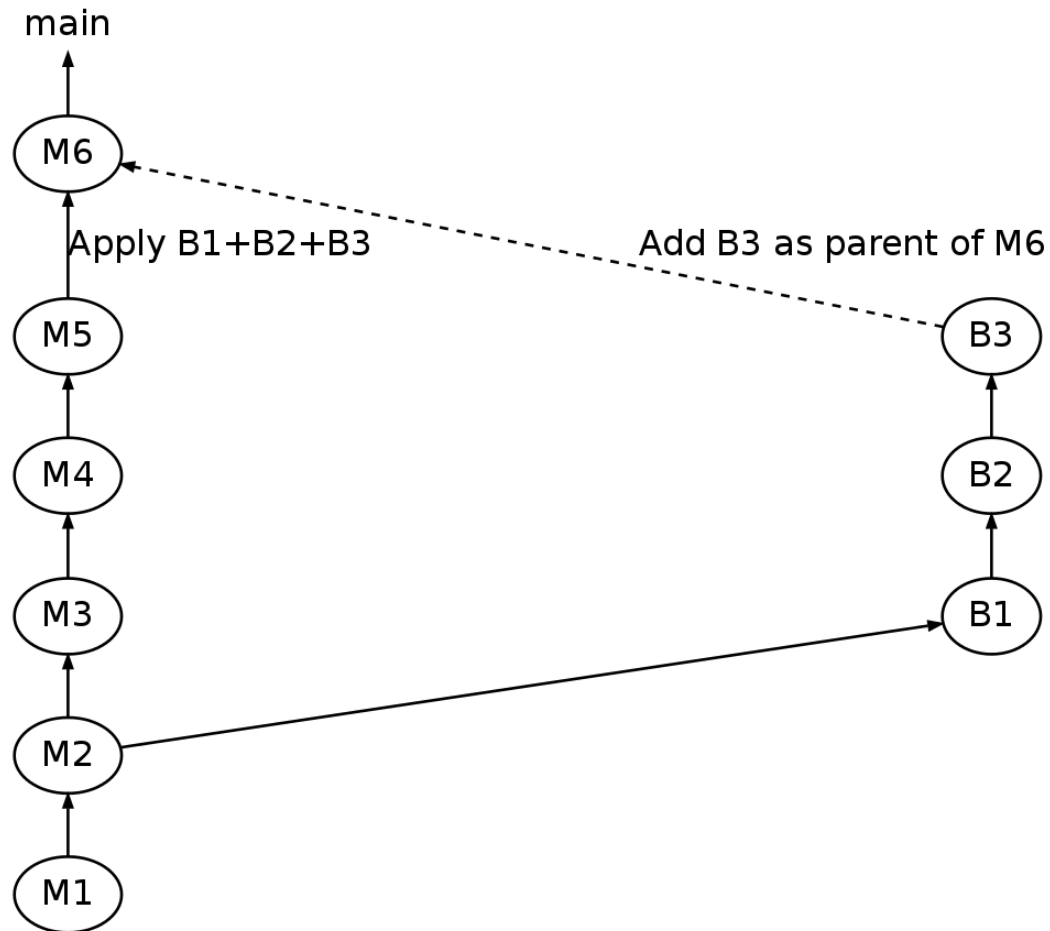 main
M6
Apply B1+B2+B3
Add B3 as parent of M6
M5
B3
M4
B2
M3
B1
M2
M1